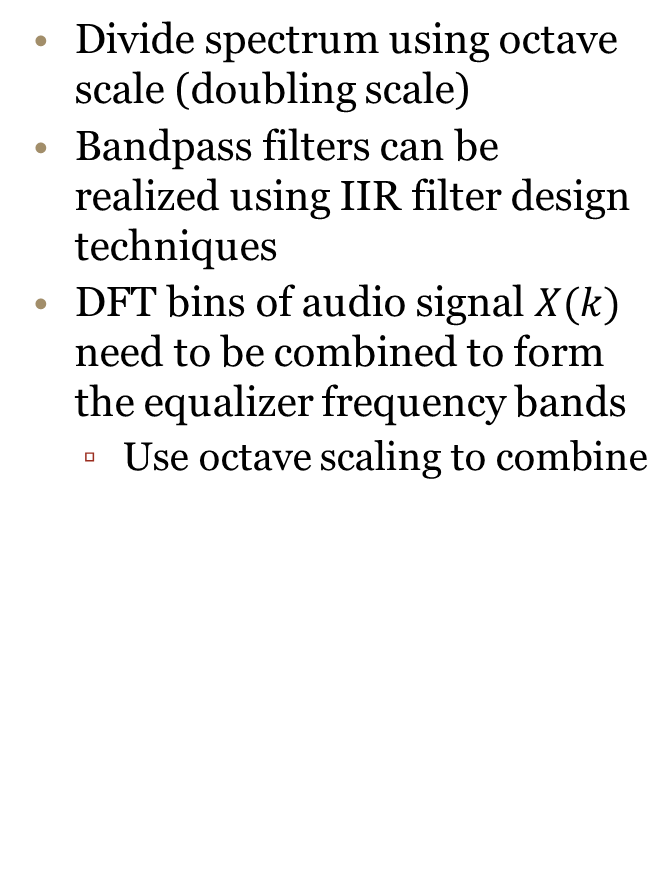 • Divide spectrum using octave
scale (doubling scale)
• Bandpass filters can be
realized using IIR filter design
techniques
• DFT bins of audio signal X(k)
need to be combined to form
the equalizer frequency bands
▫ Use octave scaling to combine